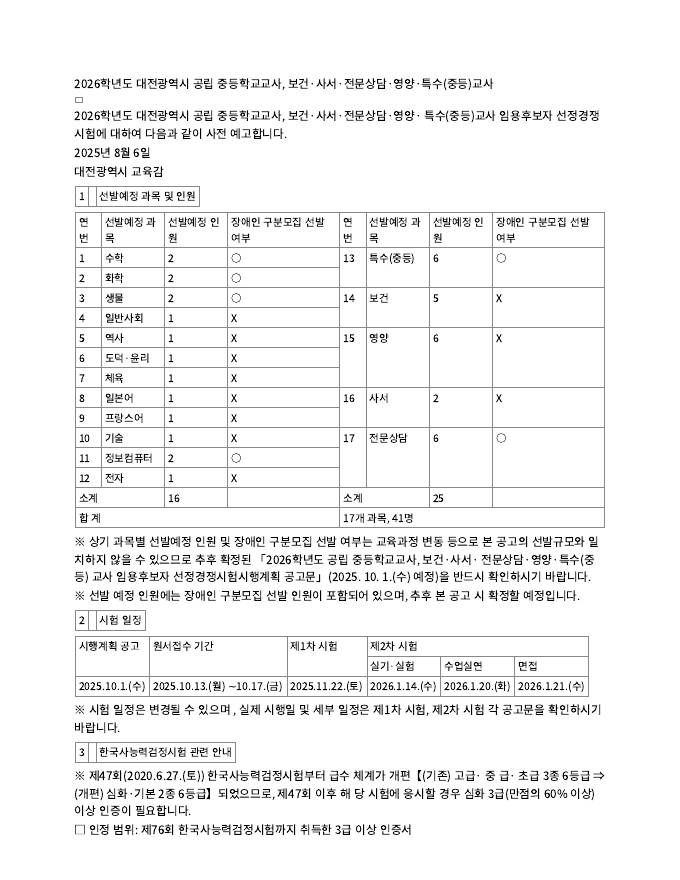 2026학년도 대전광역시 공립 중등학교교사, 보건·사서·전문상담·영양·특수(중등)교사
□
2026학년도 대전광역시 공립 중등학교교사, 보건·사서·전문상담·영양· 특수(중등)교사 임용후보자 선정경쟁
시험에 대하여 다음과 같이 사전 예고합니다.
2025년 8월 6일
대전광역시 교육감
1 선발예정 과목 및 인원
연번 선발예정 과목 선발예정 인원 장애인 구분모집 선발 여부 연번 선발예정 과목 선발예정 인원 장애인 구분모집 선발 여부
1 수학 2 ○ 13 특수(중등) 6 ○
2 화학 2 ○
3 생물 2 ○ 14 보건 5 X
4 일반사회 1 X
5 역사 1 X 15 영양 6 X
6 도덕·윤리 1 X
7 체육 1 X
8 일본어 1 X 16 사서 2 X
9 프랑스어 1 X
10 기술 1 X 17 전문상담 6 ○
11 정보컴퓨터 2 ○
12 전자 1 X
소계 16 소계 25
합 계 17개 과목, 41명
※ 상기 과목별 선발예정 인원 및 장애인 구분모집 선발 여부는 교육과정 변동 등으로 본 공고의 선발규모와 일
치하지 않을 수 있으므로 추후 확정된 「2026학년도 공립 중등학교교사, 보건·사서· 전문상담·영양·특수(중
등) 교사 임용후보자 선정경쟁시험시행계획 공고문」(2025. 10. 1.(수) 예정)을 반드시 확인하시기 바랍니다.
※ 선발 예정 인원에는 장애인 구분모집 선발 인원이 포함되어 있으며, 추후 본 공고 시 확정할 예정입니다.
2 시험 일정
시행계획 공고 원서접수 기간 제1차 시험 제2차 시험
실기·실험 수업실연 면접
2025.10.1.(수) 2025.10.13.(월) ~10.17.(금) 2025.11.22.(토) 2026.1.14.(수) 2026.1.20.(화) 2026.1.21.(수)
※ 시험 일정은 변경될 수 있으며, 실제 시행일 및 세부 일정은 제1차 시험, 제2차 시험 각 공고문을 확인하시기
바랍니다.
3 한국사능력검정시험 관련 안내
※ 제47회(2020.6.27.(토)) 한국사능력검정시험부터 급수 체계가 개편【(기존) 고급· 중 급· 초급 3종 6등급 ⇒
(개편) 심화·기본 2종 6등급】되었으므로, 제47회 이후 해 당 시험에 응시할 경우 심화 3급(만점의 60% 이상)
이상 인증이 필요합니다.
□ 인정 범위: 제76회 한국사능력검정시험까지 취득한 3급 이상 인증서